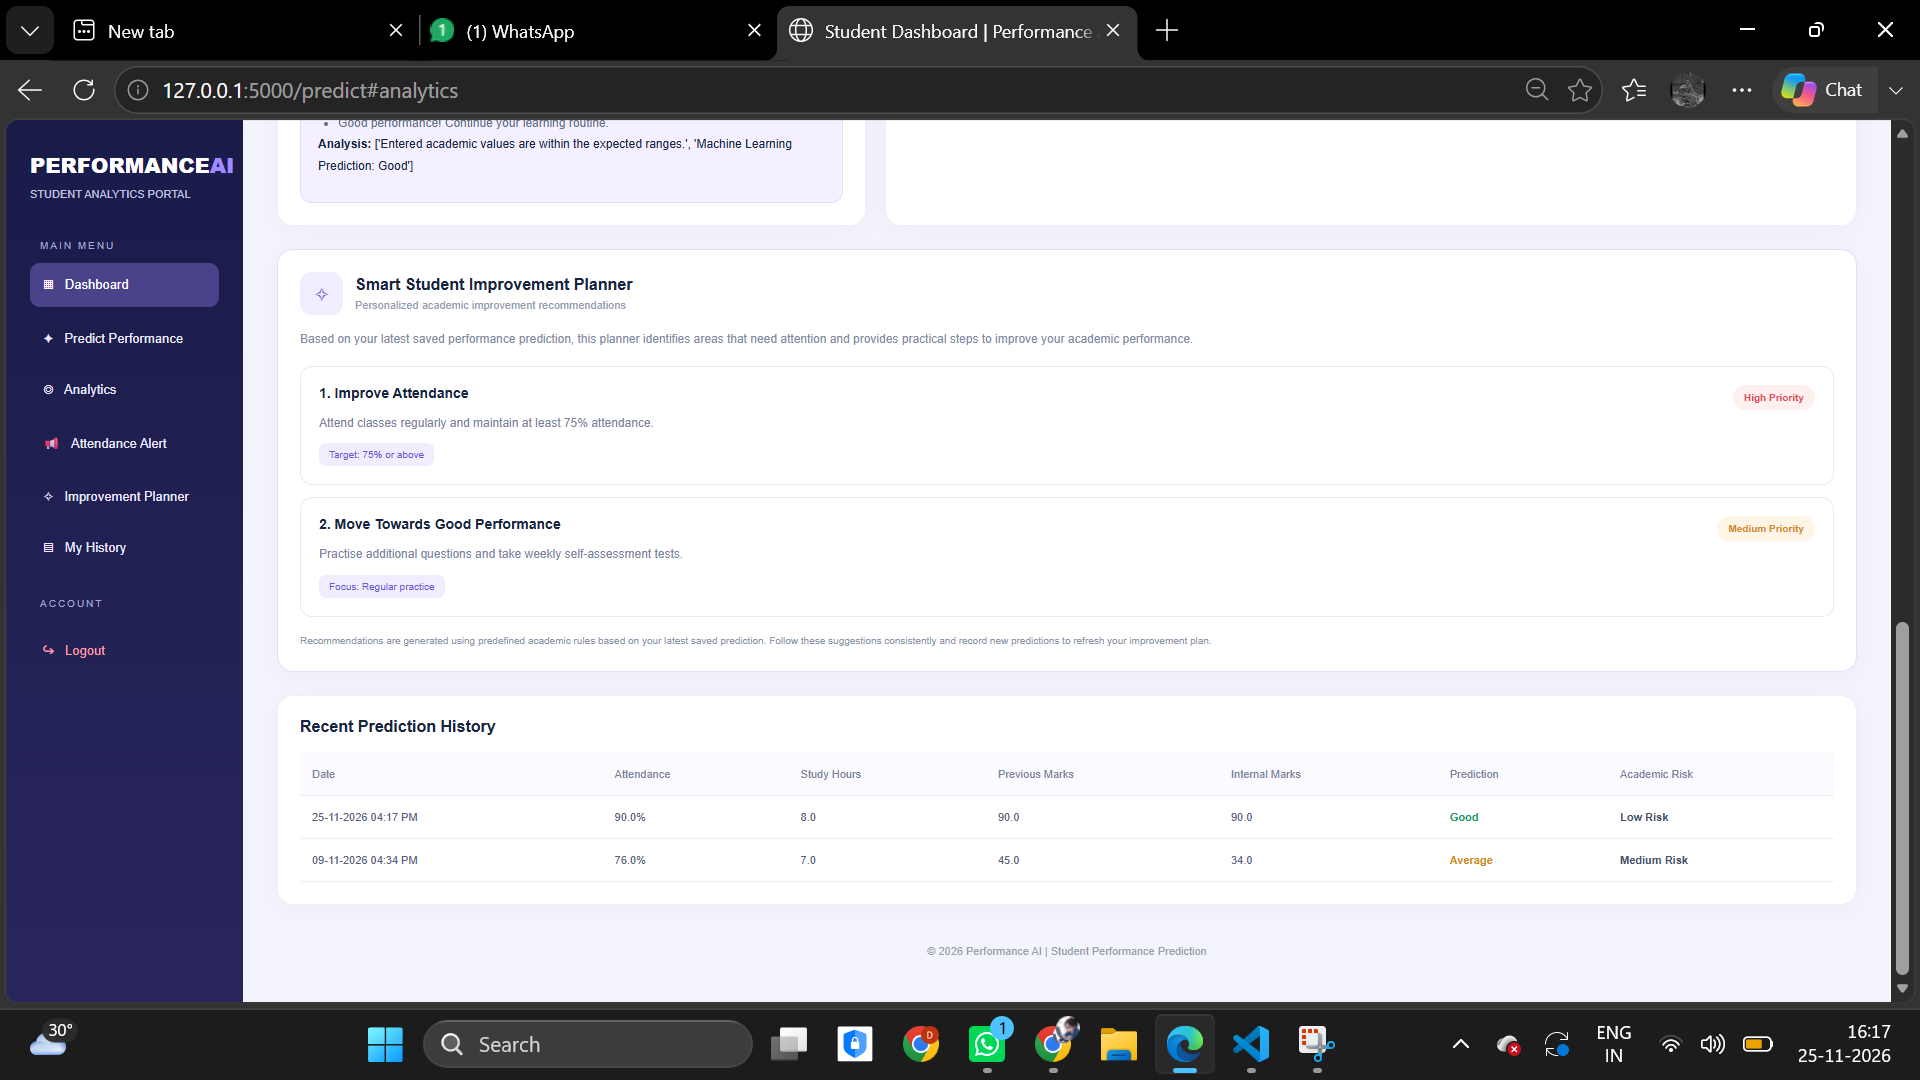 New tab
(1) WhatsApp
Student Dashboard | Performance
127.0.0.1:5000/predict#analytics
Chat
PERFORMANCEAI
STUDENT ANALYTICS PORTAL
MAIN MENU
Dashboard
Predict Performance
Analytics
Attendance Alert
Improvement Planner
My History
ACCOUNT
Logout
Good performance! Continue your learning routine.
Analysis: ['Entered academic values are within the expected ranges.', 'Machine Learning
Prediction: Good']
Smart Student Improvement Planner
Personalized academic improvement recommendations
Based on your latest saved performance prediction, this planner identifies areas that need attention and provides practical steps to improve your academic performance.
1. Improve Attendance
High Priority
Attend classes regularly and maintain at least 75% attendance.
Target: 75% or above
2. Move Towards Good Performance
Medium Priority
Practise additional questions and take weekly self-assessment tests.
Focus: Regular practice
Recommendations are generated using predefined academic rules based on your latest saved prediction. Follow these suggestions consistently and record new predictions to refresh your improvement plan.
Recent Prediction History
Date Attendance Study Hours Previous Marks Internal Marks Prediction Academic Risk
25-11-2026 04:17 PM 90.0% 8.0 90.0 90.0 Good Low Risk
09-11-2026 04:34 PM 76.0% 7.0 45.0 34.0 Average Medium Risk
© 2026 Performance AI | Student Performance Prediction
30°
Search
1
D
ENG
IN
16:17
25-11-2026